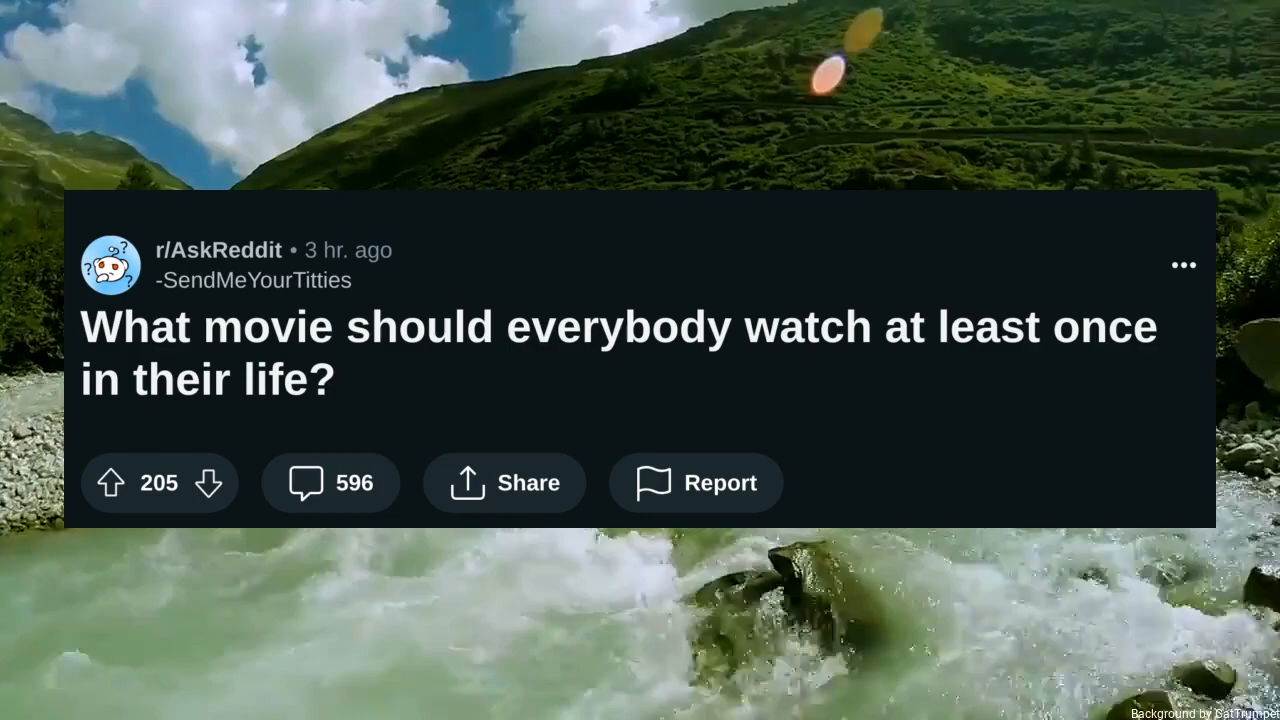 r/AskReddit • 3 hr. ago
-SendMeYourTitties
What movie should everybody watch at least once
in their life?
205 596 Share Report
Background by CatTrumpet